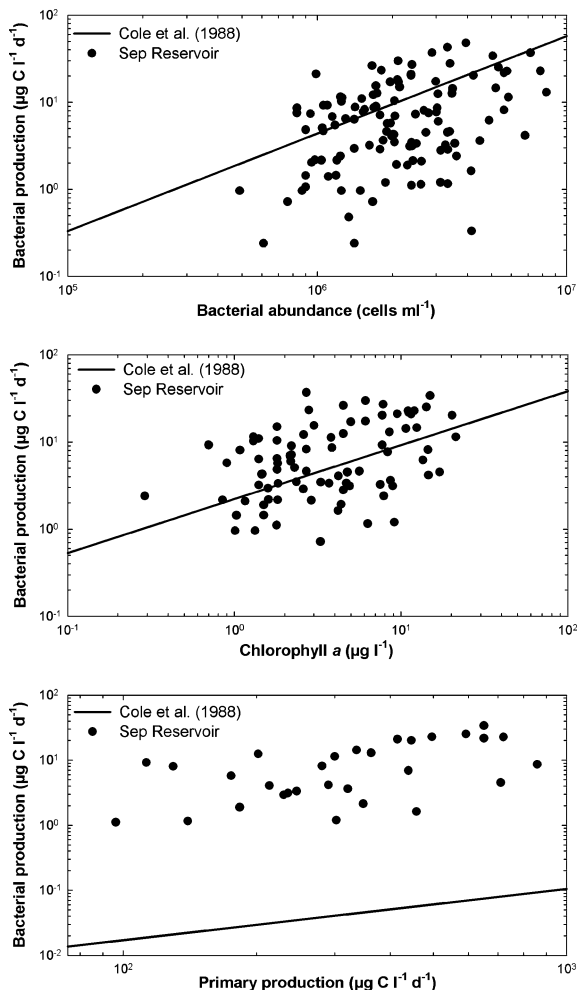 Cole et al. (1988)
Sep Reservoir
Bacterial production (µg C l⁻¹ d⁻¹)
10²
10¹
10⁰
10⁻¹
10⁵
10⁶
10⁷
Bacterial abundance (cells ml⁻¹)
Cole et al. (1988)
Sep Reservoir
Bacterial production (µg C l⁻¹ d⁻¹)
10²
10¹
10⁰
10⁻¹
10⁻¹
10⁰
10¹
10²
Chlorophyll a (µg l⁻¹)
Cole et al. (1988)
Sep Reservoir
Bacterial production (µg C l⁻¹ d⁻¹)
10²
10¹
10⁰
10⁻¹
10⁻²
10²
10³
Primary production (µg C l⁻¹ d⁻¹)